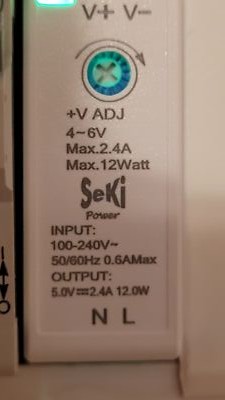 V+ V-
+V ADJ
4~6V
Max.2.4A
Max.12Watt
SeKi
Power
INPUT:
100-240V~
50/60Hz 0.6AMax
OUTPUT:
5.0V⎓2.4A 12.0W
N L